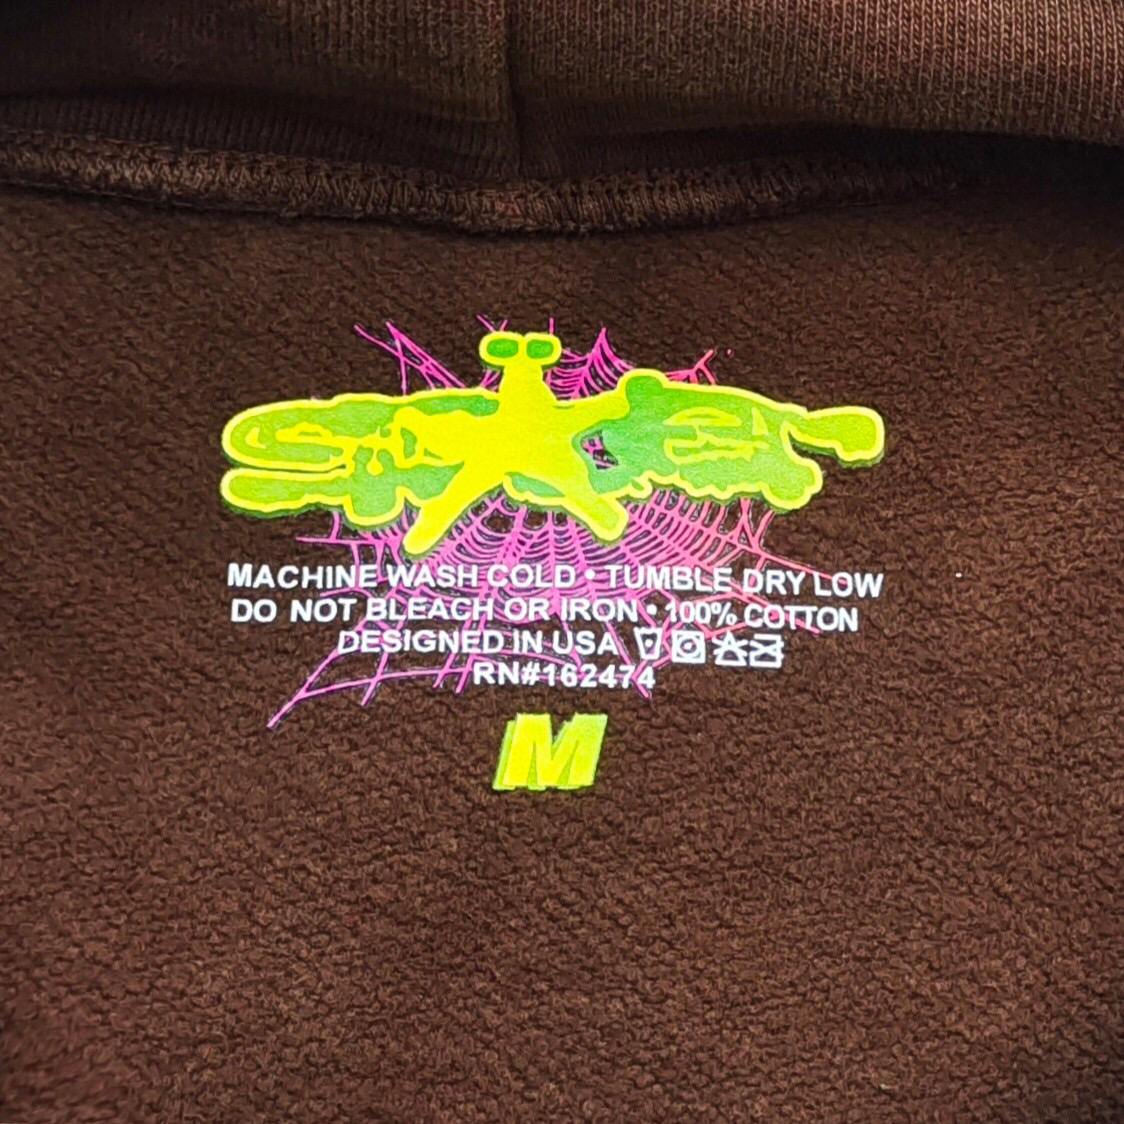 MACHINE WASH COLD • TUMBLE DRY LOW
DO NOT BLEACH OR IRON • 100% COTTON
DESIGNED IN USA
RN#162474
M